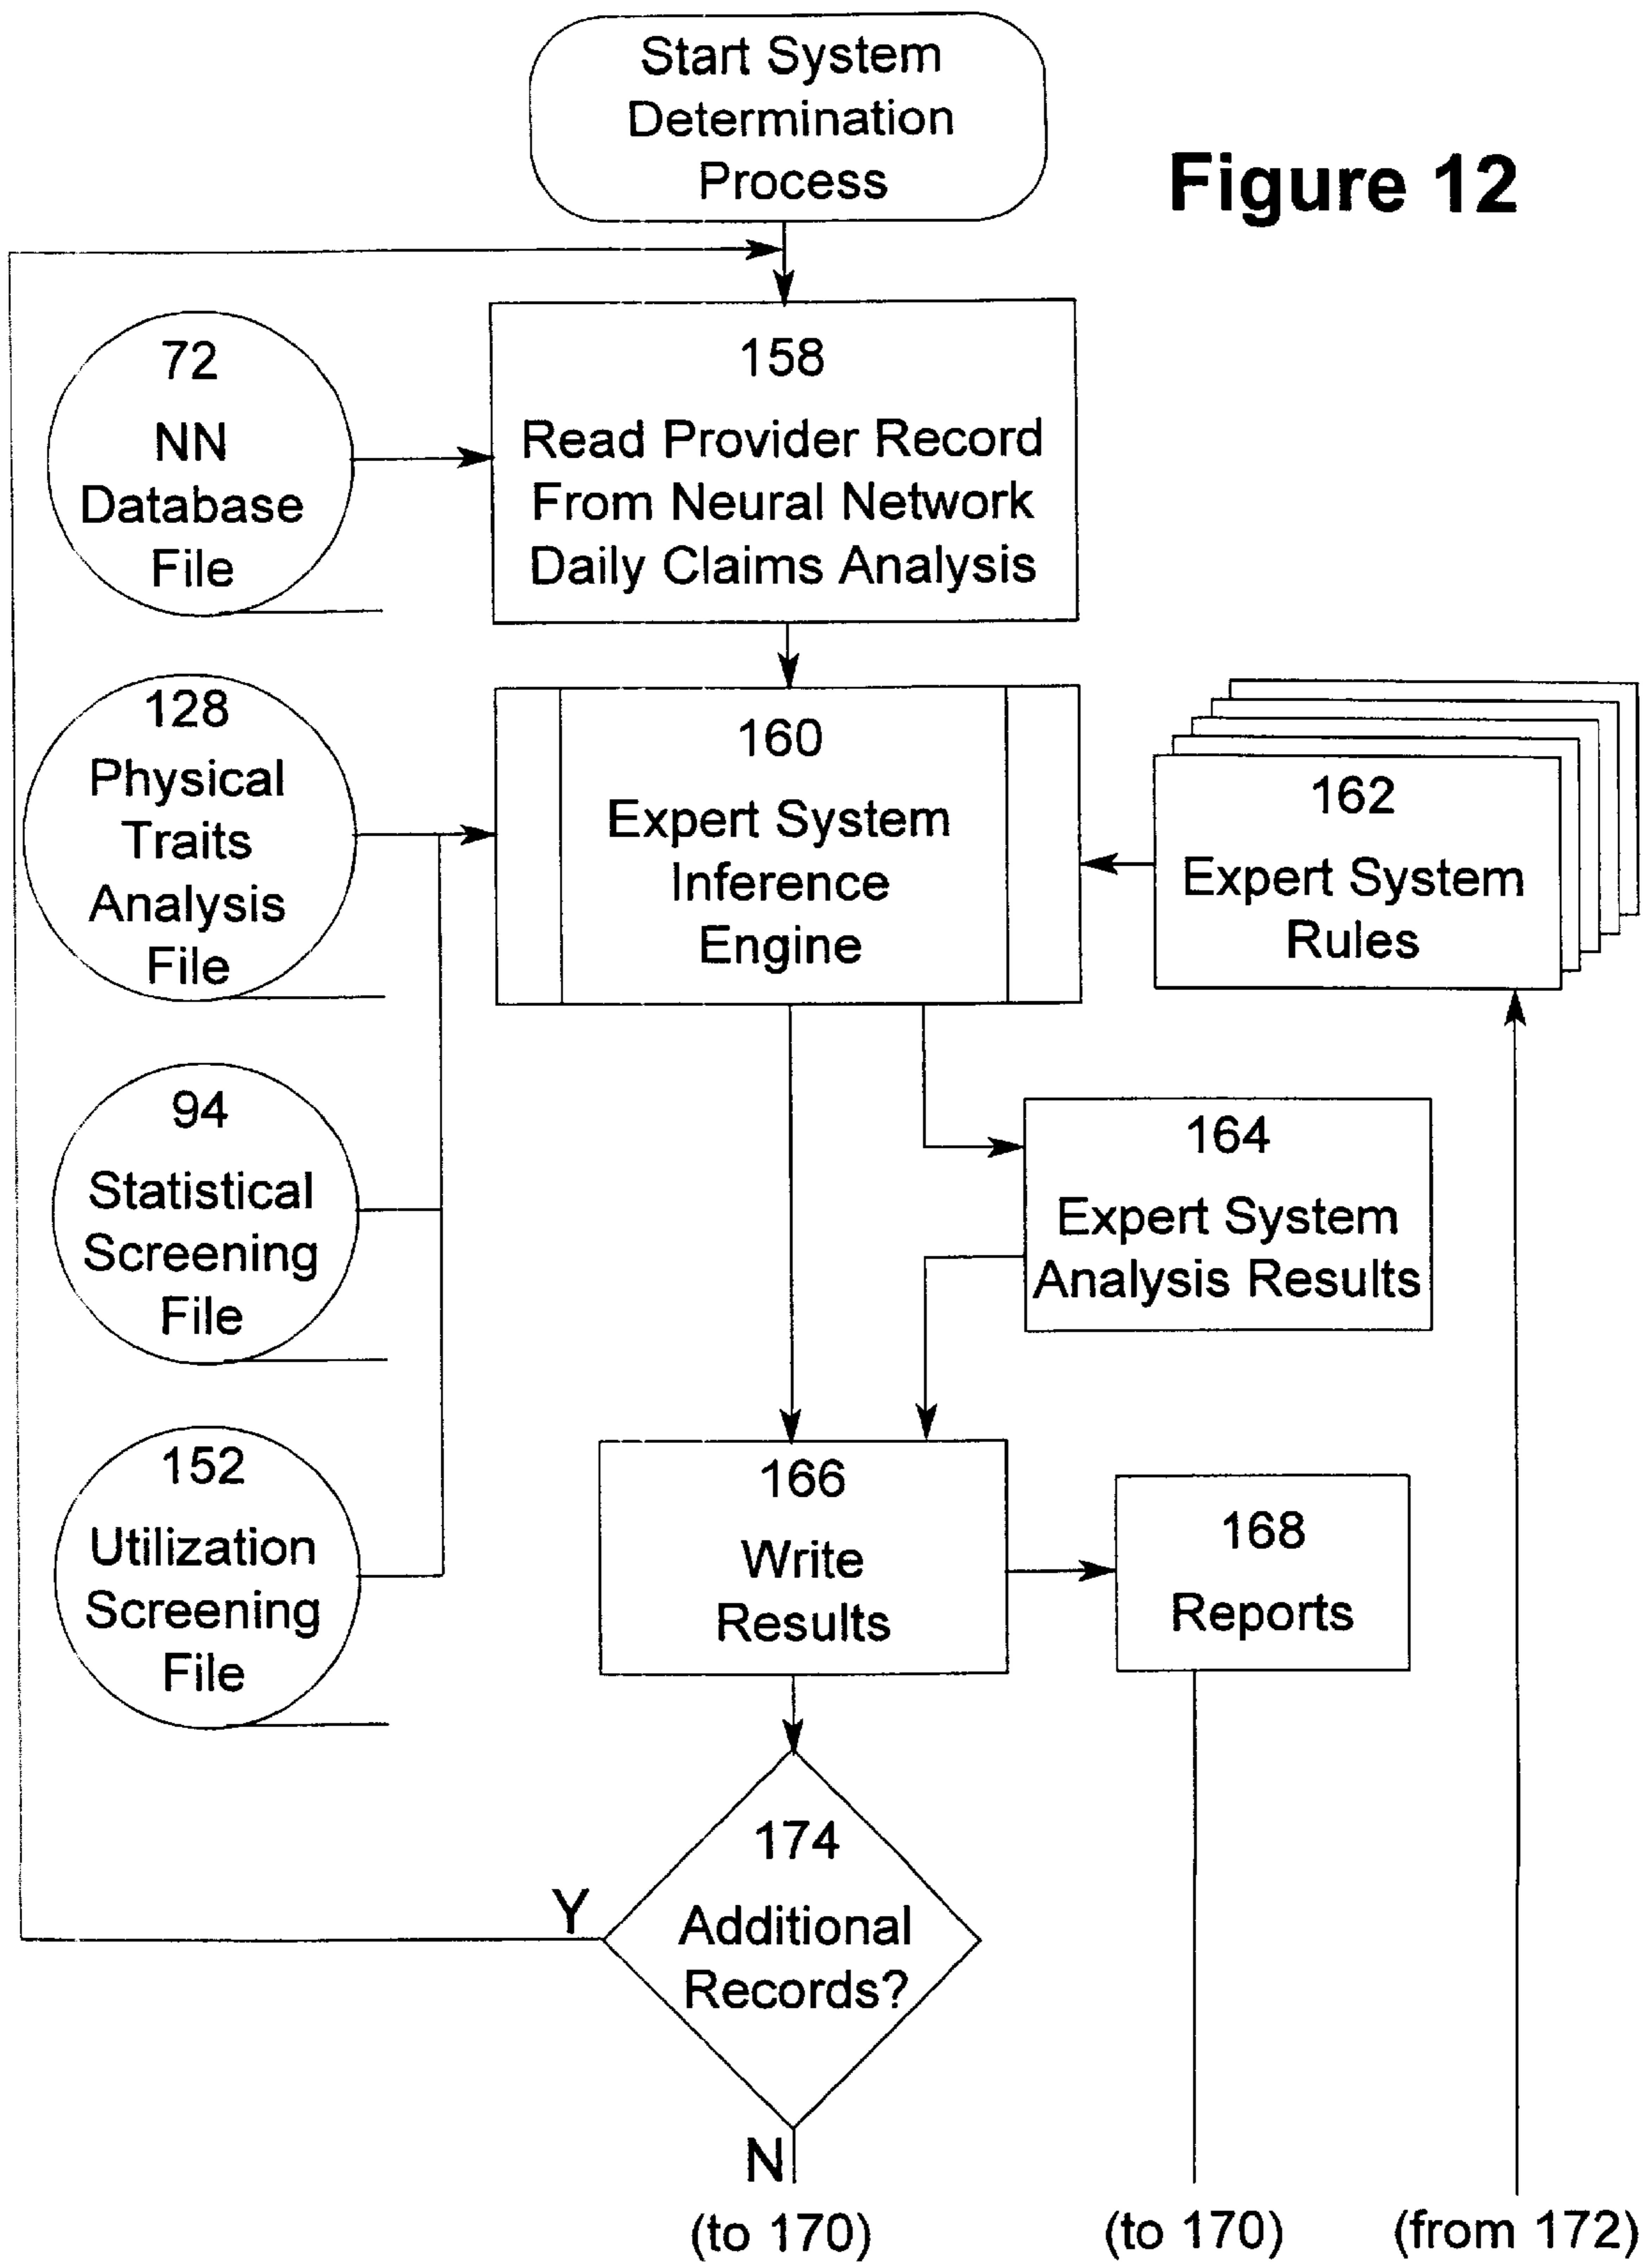 Start System
Determination
Process
Figure 12
72
NN
Database
File
158
Read Provider Record
From Neural Network
Daily Claims Analysis
128
Physical
Traits
Analysis
File
160
Expert System
Inference
Engine
162
Expert System
Rules
94
Statistical
Screening
File
164
Expert System
Analysis Results
152
Utilization
Screening
File
166
Write
Results
168
Reports
174
Additional
Records?
Y
N
(to 170)
(to 170)
(from 172)